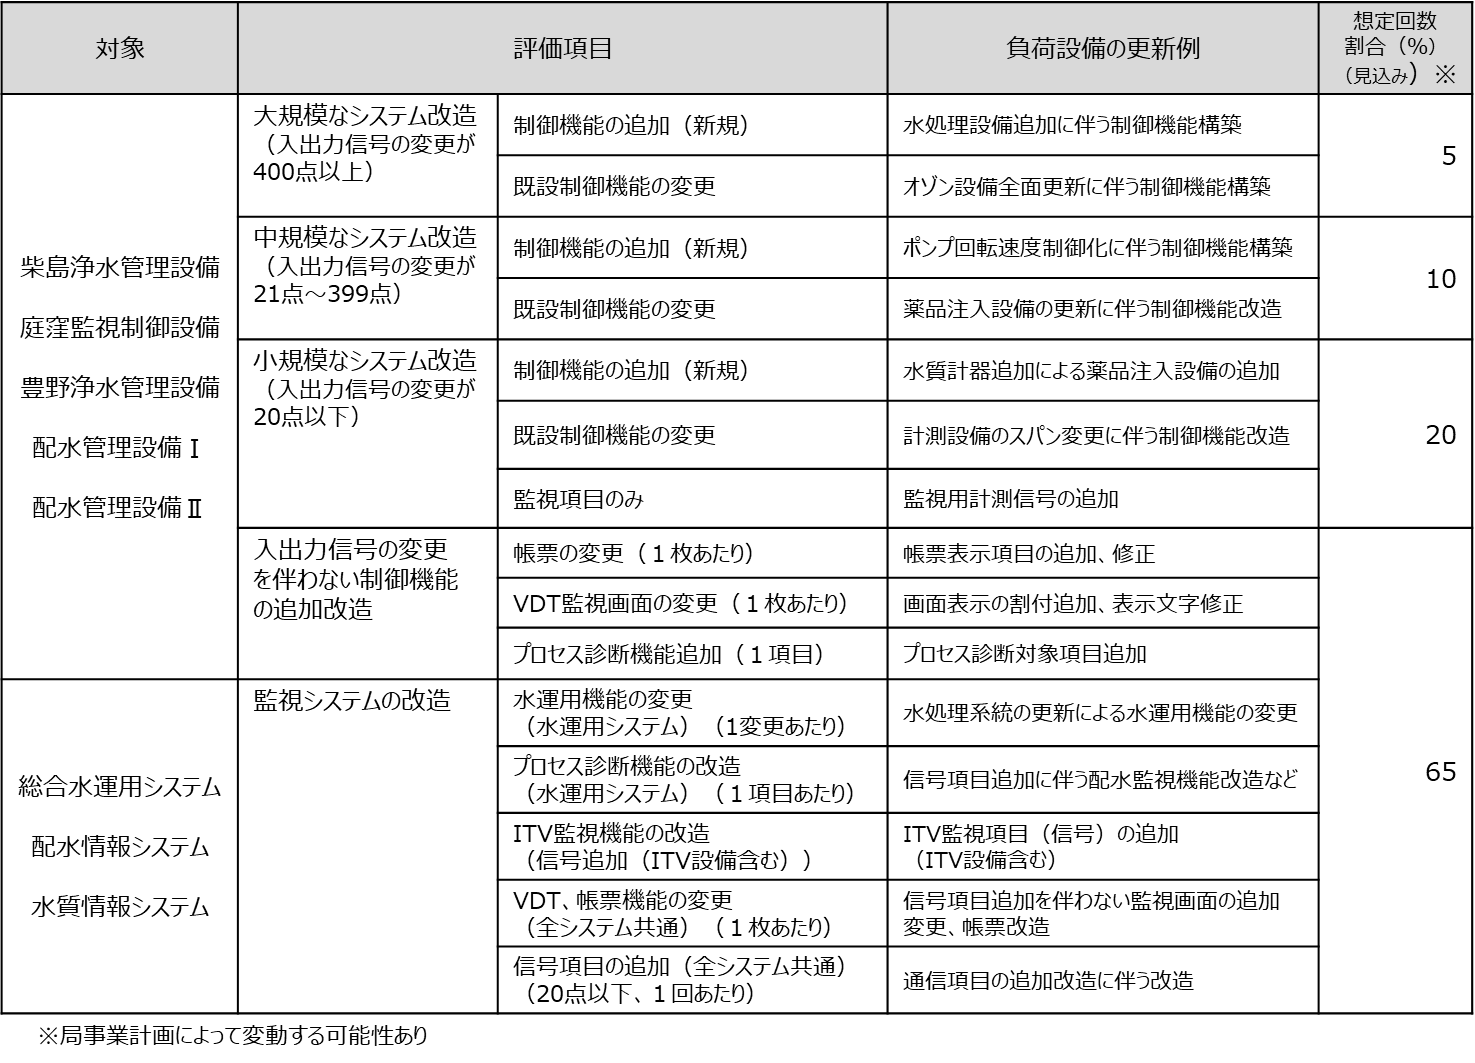 対象
評価項目
負荷設備の更新例
想定回数
割合（%）
（見込み）※
柴島浄水管理設備
庭窪監視制御設備
豊野浄水管理設備
配水管理設備Ⅰ
配水管理設備Ⅱ
大規模なシステム改造
（入出力信号の変更が
400点以上）
制御機能の追加（新規）
水処理設備追加に伴う制御機能構築
5
既設制御機能の変更
オゾン設備全面更新に伴う制御機能構築
中規模なシステム改造
（入出力信号の変更が
21点～399点）
制御機能の追加（新規）
ポンプ回転速度制御化に伴う制御機能構築
10
既設制御機能の変更
薬品注入設備の更新に伴う制御機能改造
小規模なシステム改造
（入出力信号の変更が
20点以下）
制御機能の追加（新規）
水質計器追加による薬品注入設備の追加
20
既設制御機能の変更
計測設備のスパン変更に伴う制御機能改造
監視項目のみ
監視用計測信号の追加
入出力信号の変更
を伴わない制御機能
の追加改造
帳票の変更（１枚あたり）
帳票表示項目の追加、修正
65
VDT監視画面の変更（１枚あたり）
画面表示の割付追加、表示文字修正
プロセス診断機能追加（１項目）
プロセス診断対象項目追加
総合水運用システム
配水情報システム
水質情報システム
監視システムの改造
水運用機能の変更
（水運用システム）（1変更あたり）
水処理系統の更新による水運用機能の変更
プロセス診断機能の改造
（水運用システム）（１項目あたり）
信号項目追加に伴う配水監視機能改造など
ITV監視機能の改造
（信号追加（ITV設備含む））
ITV監視項目（信号）の追加
（ITV設備含む）
VDT、帳票機能の変更
（全システム共通）（１枚あたり）
信号項目追加を伴わない監視画面の追加
変更、帳票改造
信号項目の追加（全システム共通）
（20点以下、１回あたり）
通信項目の追加改造に伴う改造
※局事業計画によって変動する可能性あり